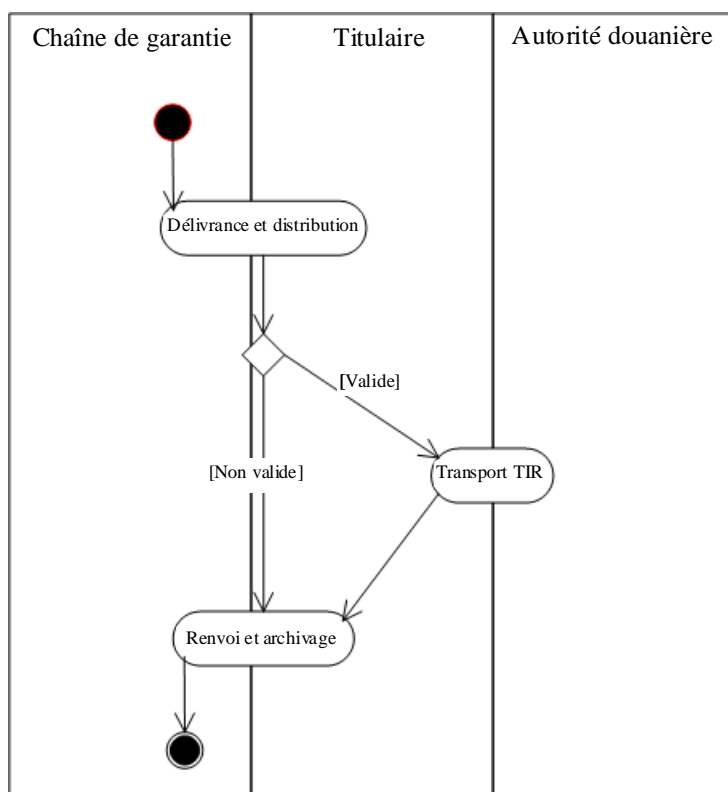 Chaîne de garantie
Titulaire
Autorité douanière
Délivrance et distribution
[Valide]
[Non valide]
Transport TIR
Renvoi et archivage